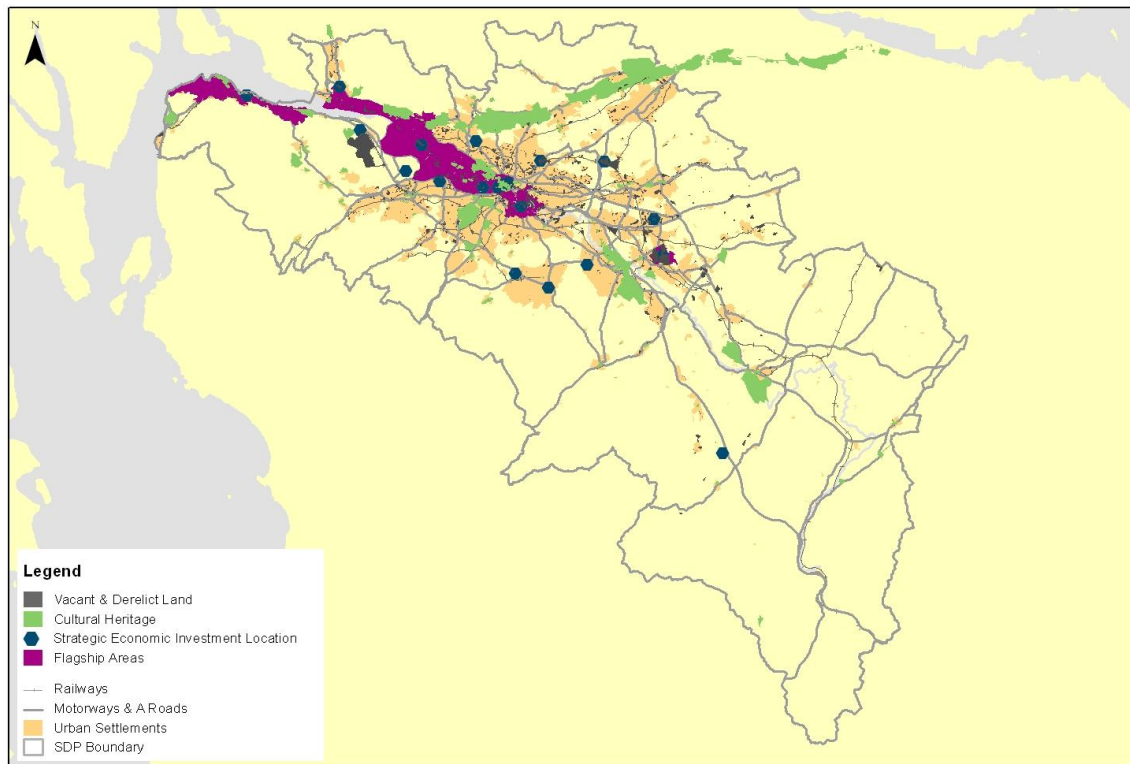 N
Legend
Vacant & Derelict Land
Cultural Heritage
Strategic Economic Investment Location
Flagship Areas
Railways
Motorways & A Roads
Urban Settlements
SDP Boundary